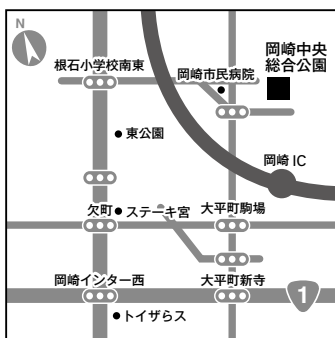 N
根石小学校南東
岡崎市民病院
岡崎中央
総合公園
東公園
岡崎 IC
欠町
ステーキ宮
大平町駒場
岡崎インター西
大平町新寺
1
トイザらス